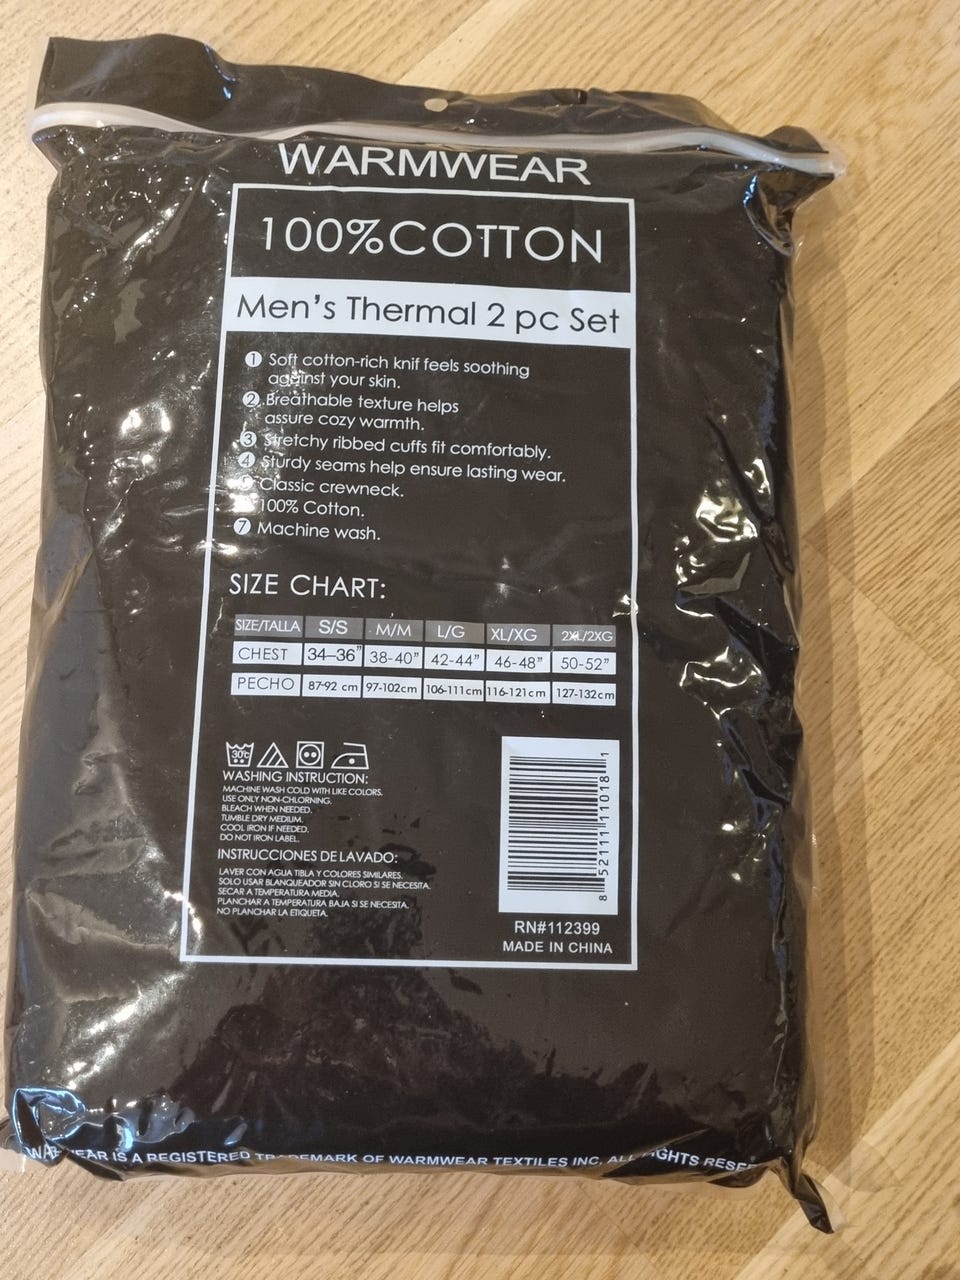 WARMWEAR
100%COTTON
Men's Thermal 2 pc Set
1 Soft cotton-rich knif feels soothing
against your skin.
2 Breathable texture helps
assure cozy warmth.
3 Stretchy ribbed cuffs fit comfortably.
4 Sturdy seams help ensure lasting wear.
Classic crewneck.
100% Cotton.
7 Machine wash.
SIZE CHART:
SIZE/TALLA S/S M/M L/G XL/XG 2XL/2XG
CHEST 34–36" 38-40" 42-44" 46-48" 50-52"
PECHO 87-92 cm 97-102cm 106-111cm 116-121cm 127-132cm
30°C
WASHING INSTRUCTION:
MACHINE WASH COLD WITH LIKE COLORS.
USE ONLY NON-CHLORNING.
BLEACH WHEN NEEDED.
TUMBLE DRY MEDIUM.
COOL IRON IF NEEDED.
DO NOT IRON LABEL.
INSTRUCCIONES DE LAVADO:
LAVER CON AGUA TIBLA Y COLORES SIMILARES.
SOLO USAR BLANQUEADOR SIN CLORO SI SE NECESITA.
SECAR A TEMPERATURA MEDIA.
PLANCHAR A TEMPERATURA BAJA SI SE NECESITA.
NO PLANCHAR LA ETIQUETA.
8 52111 11018 1
RN#112399
MADE IN CHINA
IS A REGISTERED TRADEMARK OF WARMWEAR TEXTILES INC. ALL